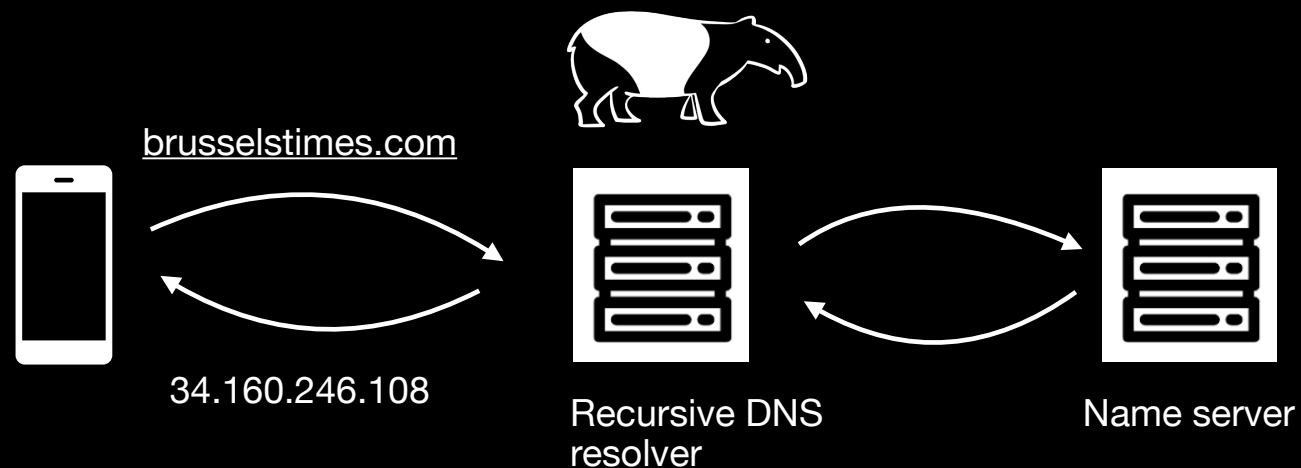 brusselstimes.com
34.160.246.108
Recursive DNS
resolver
Name server